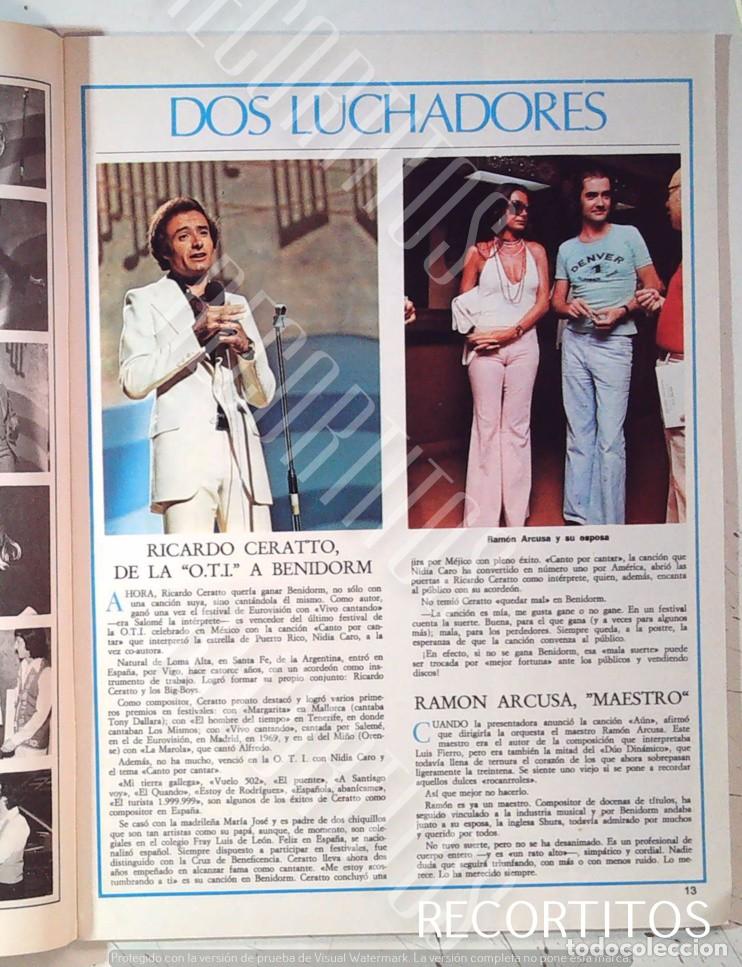 DOS LUCHADORES
DENVER
1
RICARDO CERATTO,
DE LA "O.T.I." A BENIDORM
AHORA, Ricardo Ceratto quería ganar Benidorm, no sólo con
una canción suya, sino cantándola él mismo. Como autor,
ganó una vez el festival de Eurovisión con «Vivo cantando»
—era Salomé la intérprete— es vencedor del último festival de
la O.T.I. celebrado en México con la canción «Canto por can-
tar» que interpretó la estrella de Puerto Rico, Nidia Caro, a la
vez co-autora.
Natural de Loma Alta, en Santa Fe, de la Argentina, entró en
España, por Vigo, hace catorce años, con un acordeón como ins-
trumento de trabajo. Logró formar su propio conjunto: Ricardo
Ceratto y los Big-Boys.
Como compositor, Ceratto pronto destacó y logró varios prime-
ros premios en festivales: con «Margarita» en Mallorca (cantaba
Tony Dallara); con «El hombre del tiempo» en Tenerife, en donde
cantaban Los Mismos; con «Vivo cantando», cantada por Salomé,
en el de Eurovisión, en Madrid, en 1969, y en el del Miño (Oren-
se) con «La Marola», que cantó Alfredo.
Además, no ha mucho, venció en la O. T. I. con Nidia Caro y
el tema «Canto por cantar».
«Mi tierra gallega», «Vuelo 502», «El puente», «A Santiago
voy», «El Quando», «Estoy de Rodríguez», «Española, abanícame»,
«El turista 1.999.999», son algunos de los éxitos de Ceratto como
compositor en España.
Se casó con la madrileña María José y es padre de dos chiquillos
que son tan artistas como su papá, aunque, de momento, son cole-
giales en el colegio Fray Luis de León. Feliz en España, se nacio-
nalizó español. Siempre dispuesto a participar en festivales, fue
distinguido con la Cruz de Beneficencia. Ceratto lleva ahora dos
años empeñado en alcanzar fama como cantante. «Me estoy acos-
tumbrando a ti» es su canción en Benidorm. Ceratto concluyó una
Ramón Arcusa y su esposa
jira por Méjico con pleno éxito. «Canto por cantar», la canción que
Nidia Caro ha convertido en número uno por América, abrió las
puertas a Ricardo Ceratto como intérprete, quien, además, encanta
al público con su acordeón.
No temió Ceratto «quedar mal» en Benidorm.
—La canción es mía, me gusta gane o no gane. En un festival
cuenta la suerte. Buena, para el que gana (y a veces para algunos
más); mala, para los perdedores. Siempre queda, a la postre, la
esperanza de que la canción convenza al público.
¡En efecto, si no se gana Benidorm, esa «mala suerte» puede
ser trocada por «mejor fortuna» ante los públicos y vendiendo
discos!
RAMON ARCUSA, "MAESTRO"
CUANDO la presentadora anunció la canción «Aún», afirmó
que dirigiría la orquesta el maestro Ramón Arcusa. Este
maestro era el autor de la composición que interpretaba
Luis Fierro, pero era también la mitad del «Dúo Dinámico», que
todavía llena de ternura el corazón de los que ahora sobrepasan
ligeramente la treintena. Se siente uno viejo si se pone a recordar
aquellos dulces «rocanroles».
Así que mejor no hacerlo.
Ramón es ya un maestro. Compositor de docenas de títulos, ha
seguido vinculado a la industria musical y por Benidorm andaba
junto a su esposa, la inglesa Shura, todavía admirado por muchos
y querido por todos.
No tuvo suerte, pero no se ha desanimado. Es un profesional de
cuerpo entero —y es «un rato alto»—, simpático y cordial. Nadie
duda que seguirá triunfando, con más o con menos ruido. Lo me-
rece. Lo ha merecido siempre.
13
RECORTITOS
todocoleccion
Protegido con la versión de prueba de Visual Watermark. La versión completa no pone esta marca.